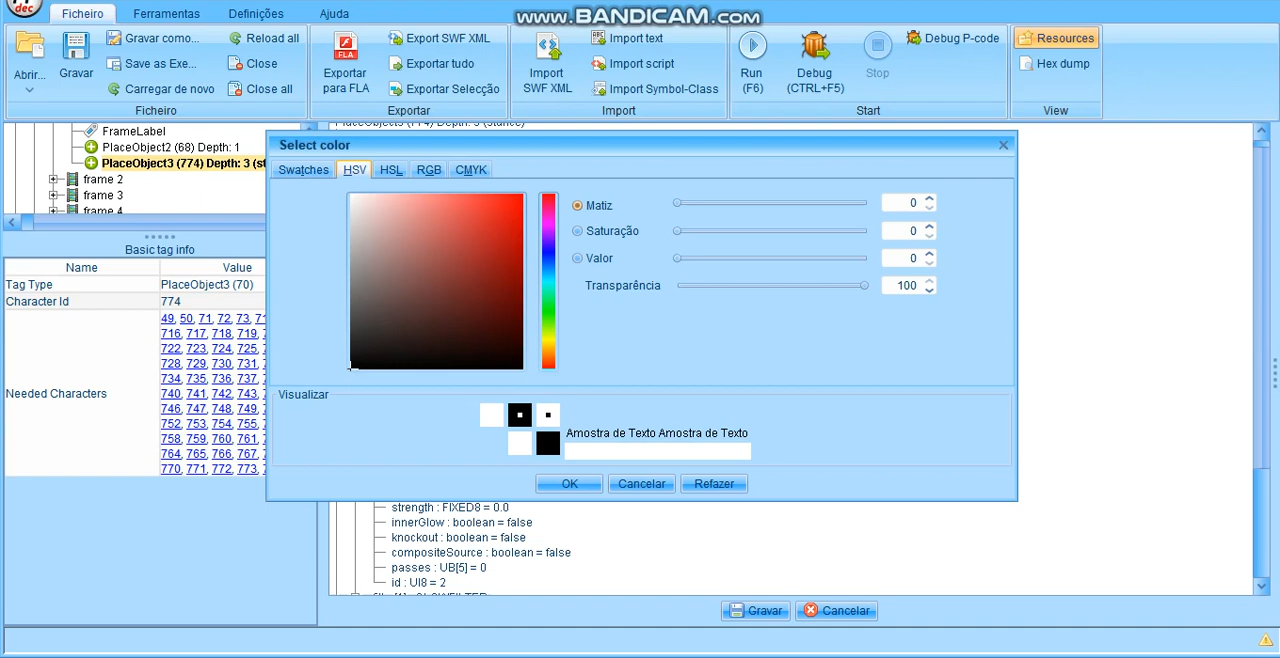 dec
Ficheiro
Ferramentas
Definições
Ajuda
www.BANDICAM.com
Abrir...
Gravar
Gravar como...
Save as Exe...
Carregar de novo
Reload all
Close
Close all
Ficheiro
FLA
Exportar
para FLA
Export SWF XML
Exportar tudo
Exportar Selecção
Exportar
Import
SWF XML
Import text
Import script
Import Symbol-Class
Import
Run
(F6)
Debug
(CTRL+F5)
Stop
Debug P-code
Start
Resources
Hex dump
View
FrameLabel
PlaceObject2 (68) Depth: 1
PlaceObject3 (774) Depth: 3 (st
frame 2
frame 3
frame 4
PlaceObject3 (774) Depth: 3 (stance)
Basic tag info
Name Value
Tag Type PlaceObject3 (70)
Character Id 774
Needed Characters
49, 50, 71, 72, 73,
716, 717, 718, 719,
722, 723, 724, 725,
728, 729, 730, 731,
734, 735, 736, 737,
740, 741, 742, 743,
746, 747, 748, 749,
752, 753, 754, 755,
758, 759, 760, 761,
764, 765, 766, 767,
770, 771, 772, 773,
Select color
Swatches
HSV
HSL
RGB
CMYK
Matiz 0
Saturação 0
Valor 0
Transparência 100
Visualizar
Amostra de Texto Amostra de Texto
OK
Cancelar
Refazer
strength : FIXED8 = 0.0
innerGlow : boolean = false
knockout : boolean = false
compositeSource : boolean = false
passes : UB[5] = 0
id : UI8 = 2
Gravar
Cancelar